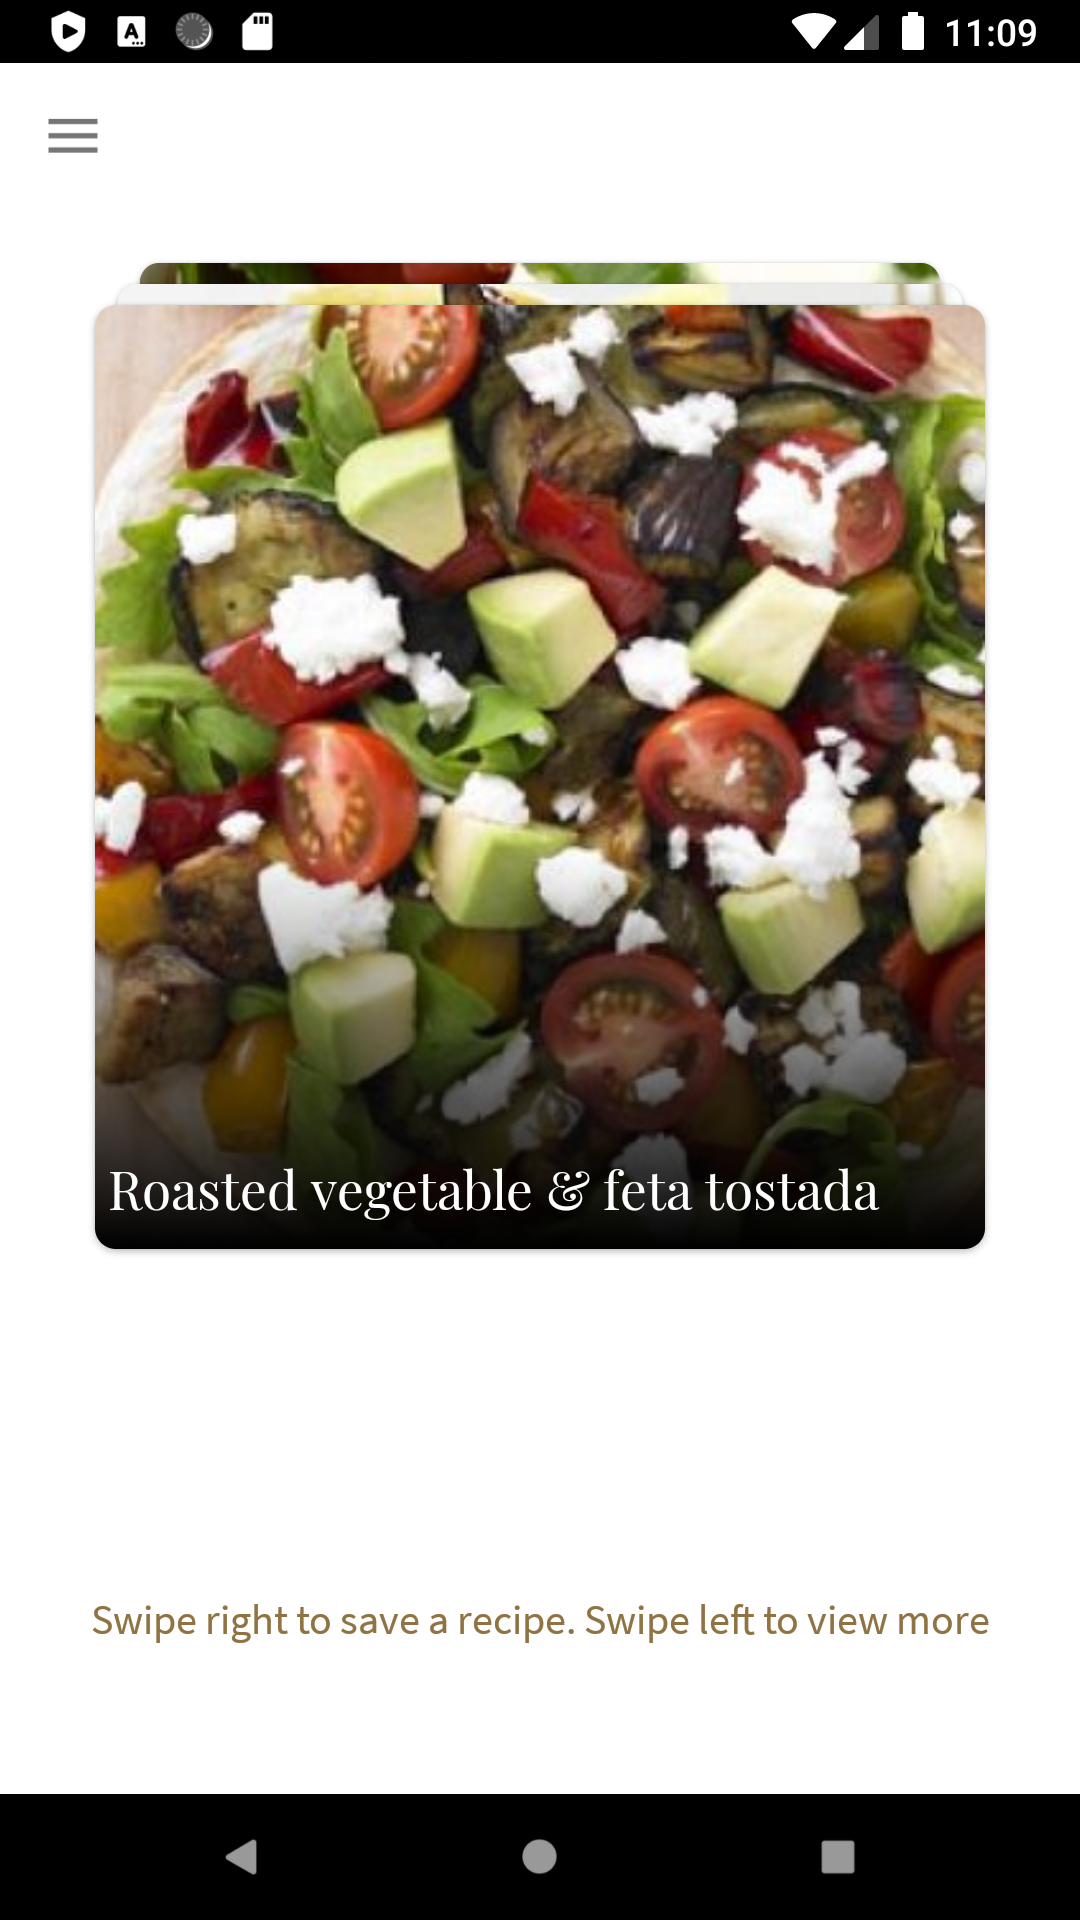 11:09
Roasted vegetable & feta tostada
Swipe right to save a recipe. Swipe left to view more